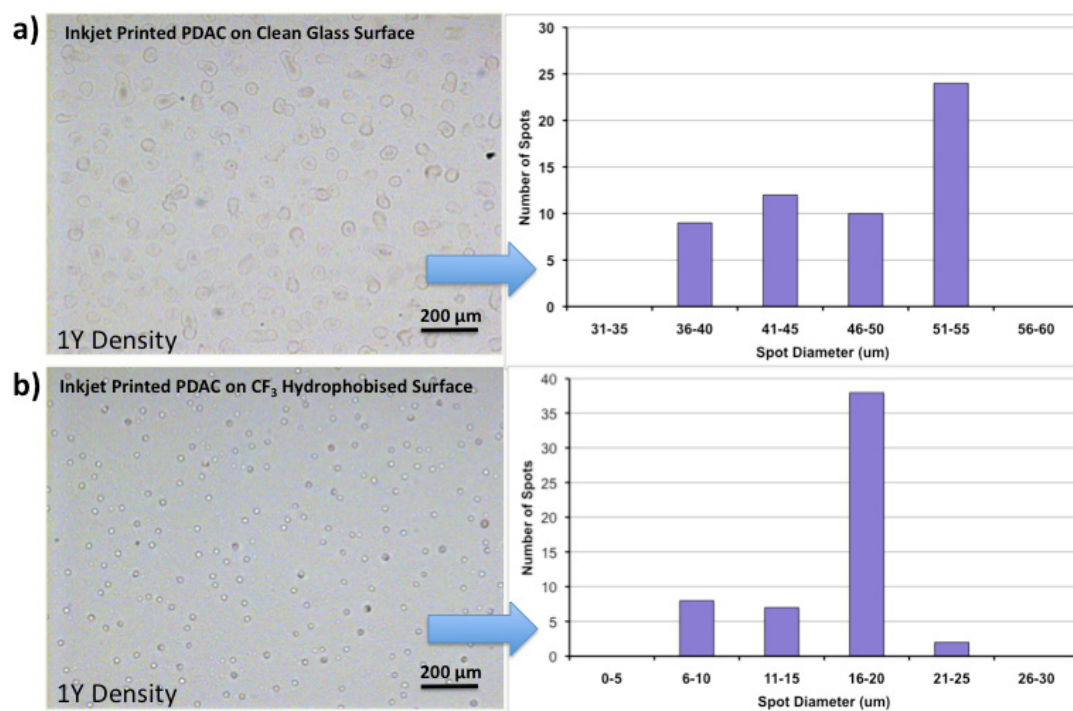 a)
Inkjet Printed PDAC on Clean Glass Surface
1Y Density
200 µm
30
25
20
15
10
5
0
Number of Spots
31-35 36-40 41-45 46-50 51-55 56-60
Spot Diameter (um)
b)
Inkjet Printed PDAC on CF₃ Hydrophobised Surface
1Y Density
200 µm
40
35
30
25
20
15
10
5
0
Number of Spots
0-5 6-10 11-15 16-20 21-25 26-30
Spot Diameter (um)